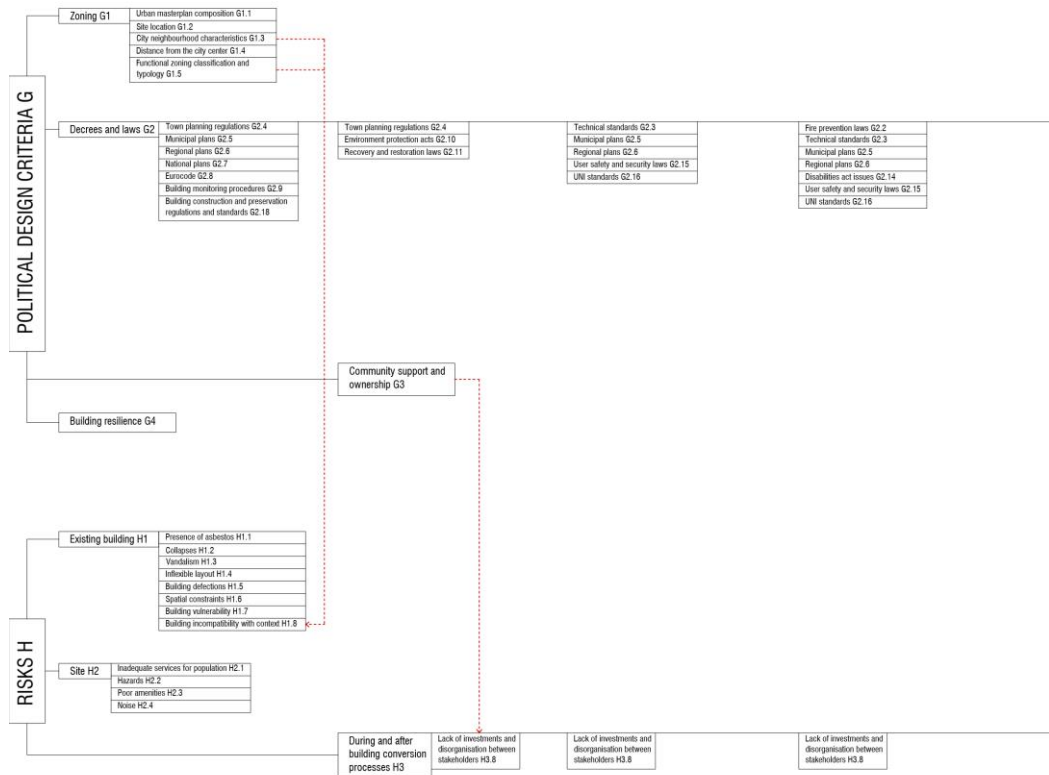 POLITICAL DESIGN CRITERIA G
Zoning G1
Urban masterplan composition G1.1
Site location G1.2
City neighbourhood characteristics G1.3
Distance from the city center G1.4
Functional zoning classification and
typology G1.5
Decrees and laws G2
Town planning regulations G2.4
Municipal plans G2.5
Regional plans G2.6
National plans G2.7
Eurocode G2.8
Building monitoring procedures G2.9
Building construction and preservation
regulations and standards G2.18
Town planning regulations G2.4
Environment protection acts G2.10
Recovery and restoration laws G2.11
Technical standards G2.3
Municipal plans G2.5
Regional plans G2.6
User safety and security laws G2.15
UNI standards G2.16
Fire prevention laws G2.2
Technical standards G2.3
Municipal plans G2.5
Regional plans G2.6
Disabilities act issues G2.14
User safety and security laws G2.15
UNI standards G2.16
Community support and
ownership G3
Building resilience G4
RISKS H
Existing building H1
Presence of asbestos H1.1
Collapses H1.2
Vandalism H1.3
Inflexible layout H1.4
Building defections H1.5
Spatial constraints H1.6
Building vulnerability H1.7
Building incompatibility with context H1.8
Site H2
Inadequate services for population H2.1
Hazards H2.2
Poor amenities H2.3
Noise H2.4
During and after
building conversion
processes H3
Lack of investments and
disorganisation between
stakeholders H3.8
Lack of investments and
disorganisation between
stakeholders H3.8
Lack of investments and
disorganisation between
stakeholders H3.8